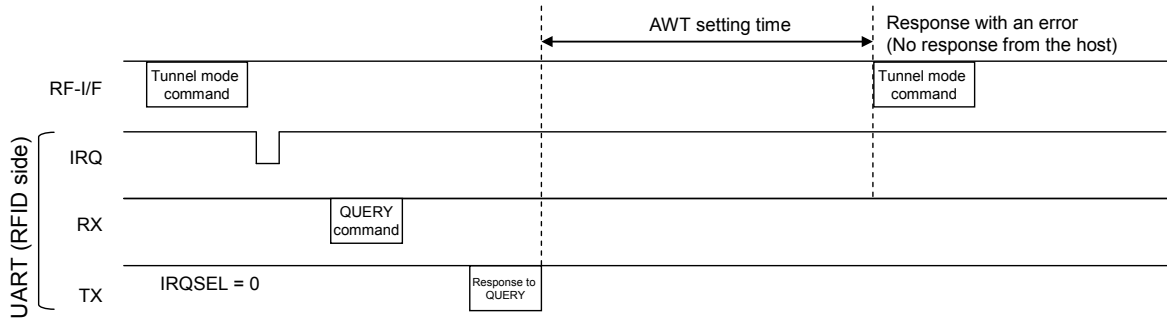 AWT setting time
Response with an error
(No response from the host)
RF-I/F
Tunnel mode
command
Tunnel mode
command
UART (RFID side)
IRQ
RX
QUERY
command
TX
IRQSEL = 0
Response to
QUERY